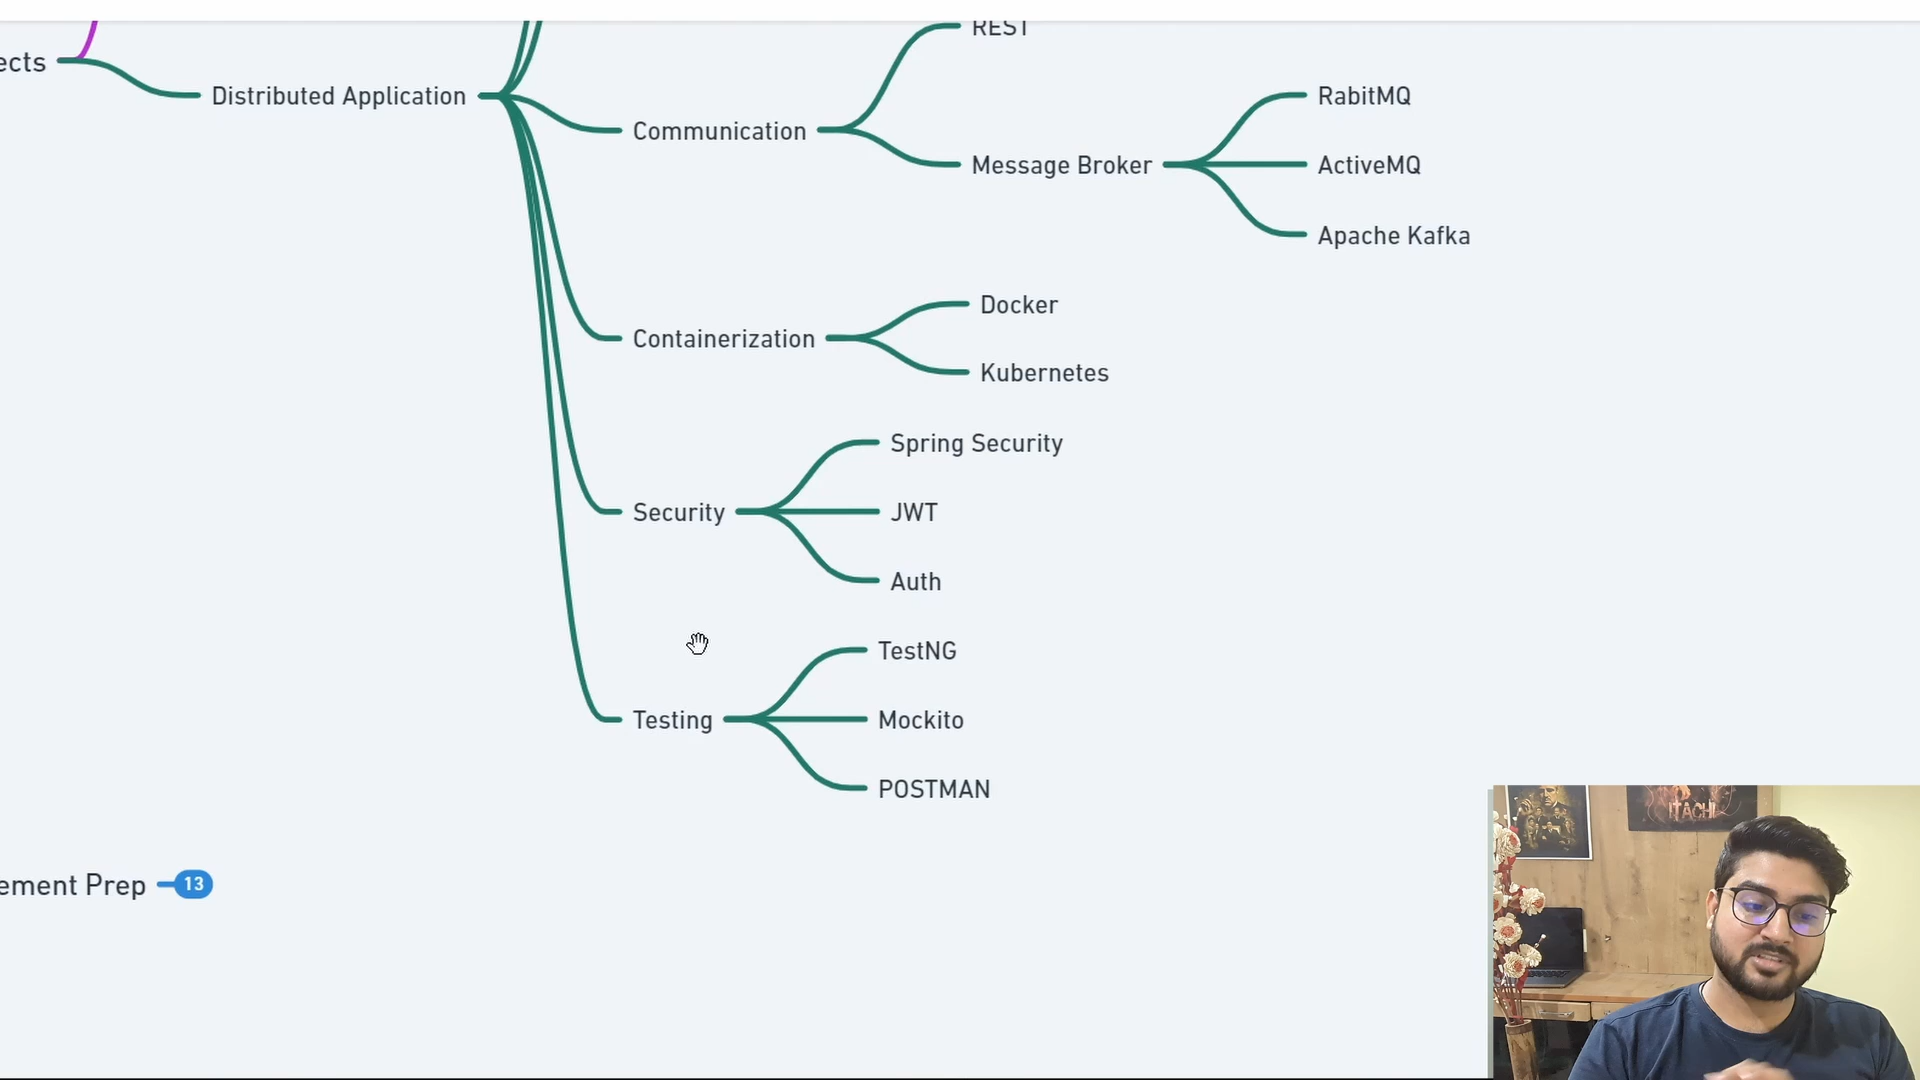 REST
ects
Distributed Application
RabitMQ
Communication
Message Broker
ActiveMQ
Apache Kafka
Docker
Containerization
Kubernetes
Spring Security
Security
JWT
Auth
TestNG
Testing
Mockito
POSTMAN
ITACHI
ement Prep
13